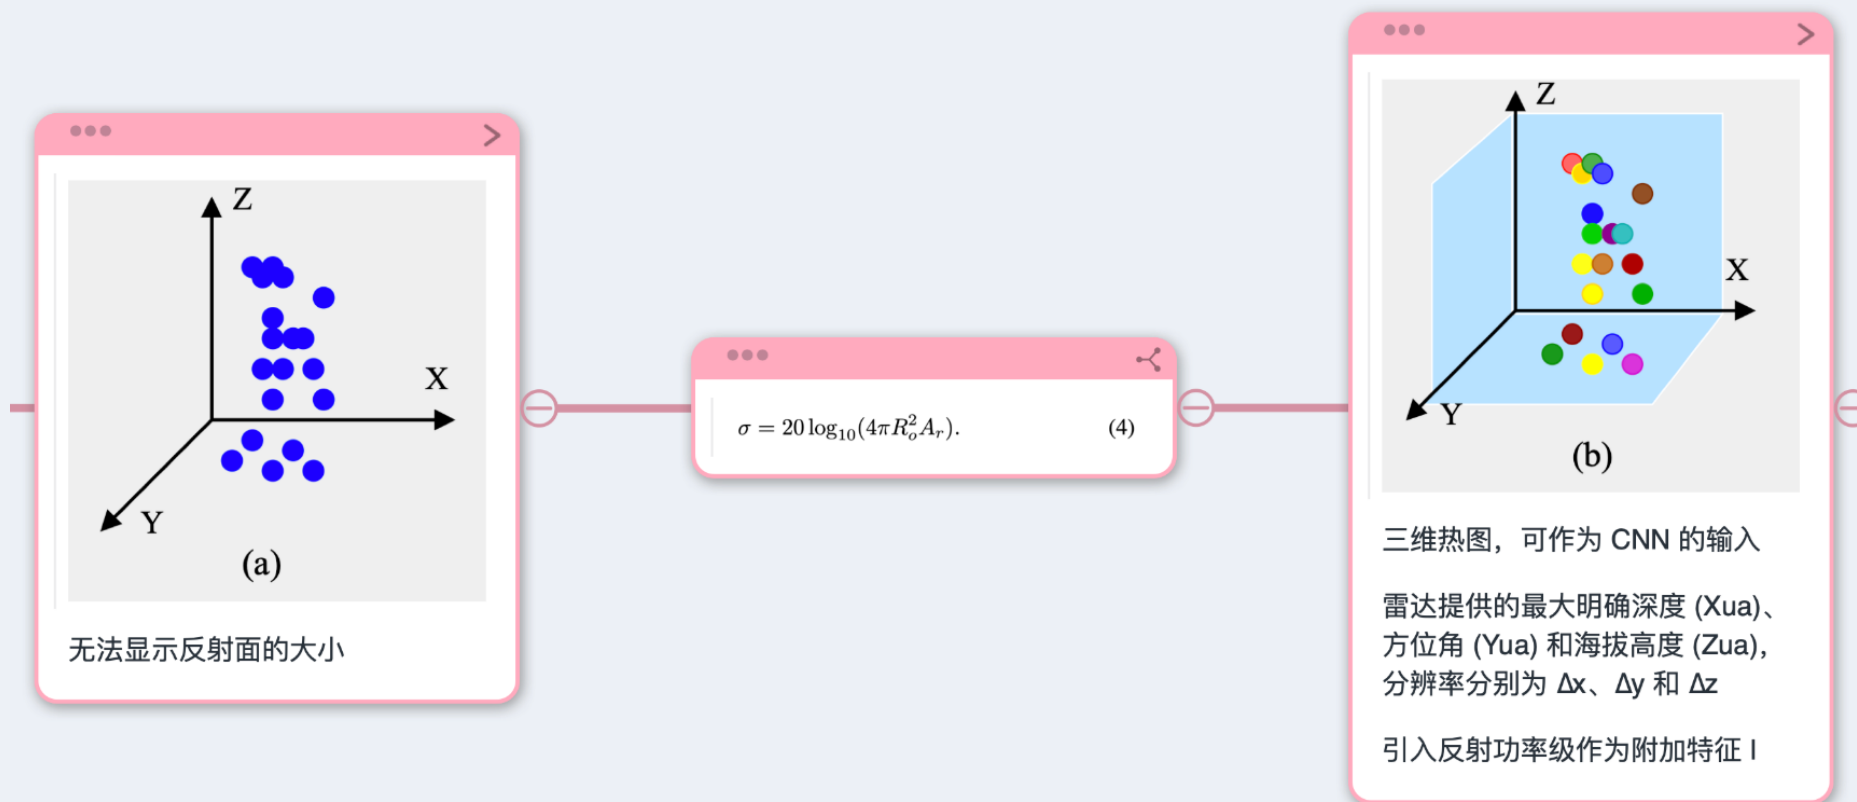 Z
X
Y
(a)
无法显示反射面的大小
σ = 20 log₁₀(4πR²ₒAᵣ). (4)
Z
X
Y
(b)
三维热图，可作为 CNN 的输入
雷达提供的最大明确深度 (Xua)、
方位角 (Yua) 和海拔高度 (Zua)，
分辨率分别为 Δx、Δy 和 Δz
引入反射功率级作为附加特征 I